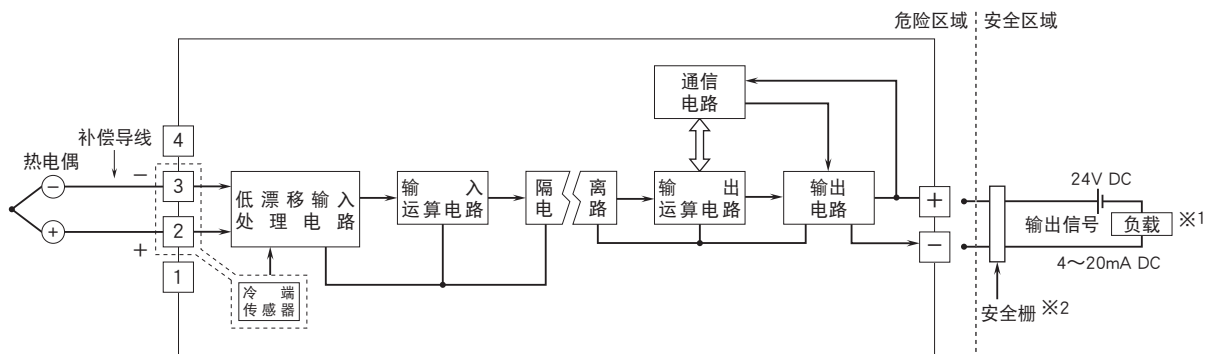 危险区域 安全区域
通信
电路
补偿导线
热电偶
4
3
2
1
−
+
−
+
低漂移输入
处理电路
输入
运算电路
隔离
电路
输出
运算电路
输出
电路
+
−
24V DC
输出信号
负载 ※1
4～20mA DC
冷端
传感器
安全栅 ※2